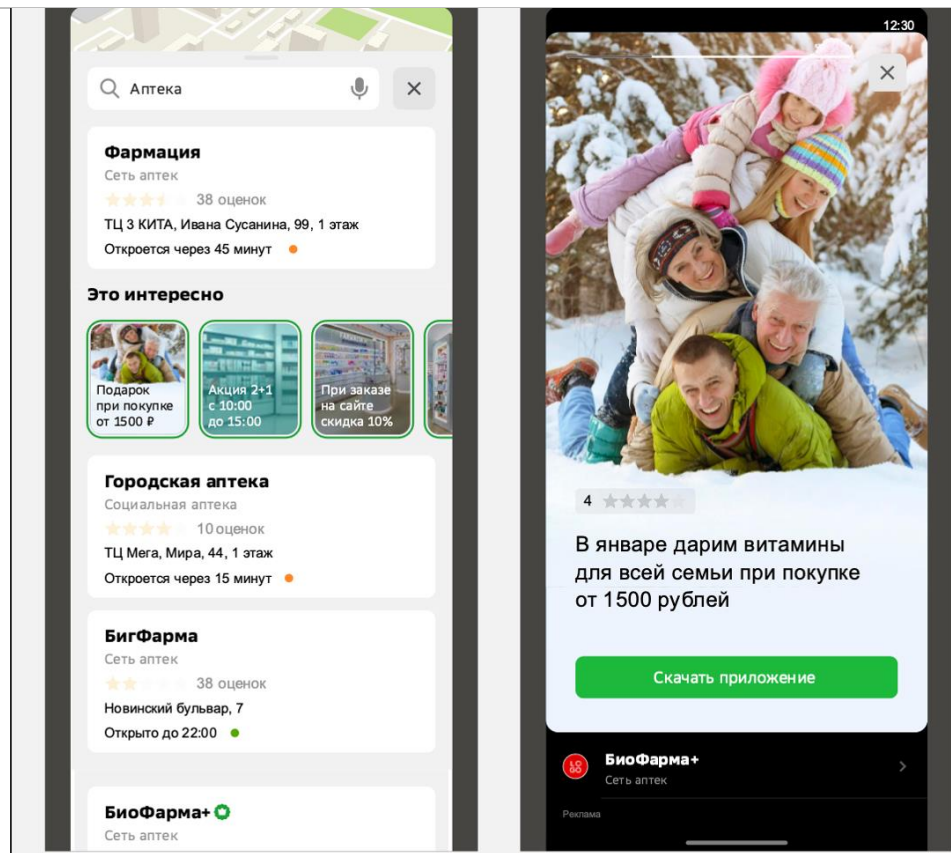 Аптека
Фармация
Сеть аптек
38 оценок
ТЦ 3 КИТА, Ивана Сусанина, 99, 1 этаж
Откроется через 45 минут
Это интересно
Подарок
при покупке
от 1500 ₽
Акция 2+1
с 10:00
до 15:00
При заказе
на сайте
скидка 10%
Городская аптека
Социальная аптека
10 оценок
ТЦ Мега, Мира, 44, 1 этаж
Откроется через 15 минут
БигФарма
Сеть аптек
38 оценок
Новинский бульвар, 7
Открыто до 22:00
БиоФарма+
Сеть аптек
12:30
4
В январе дарим витамины
для всей семьи при покупке
от 1500 рублей
Скачать приложение
LO
GO
БиоФарма+
Сеть аптек
Реклама